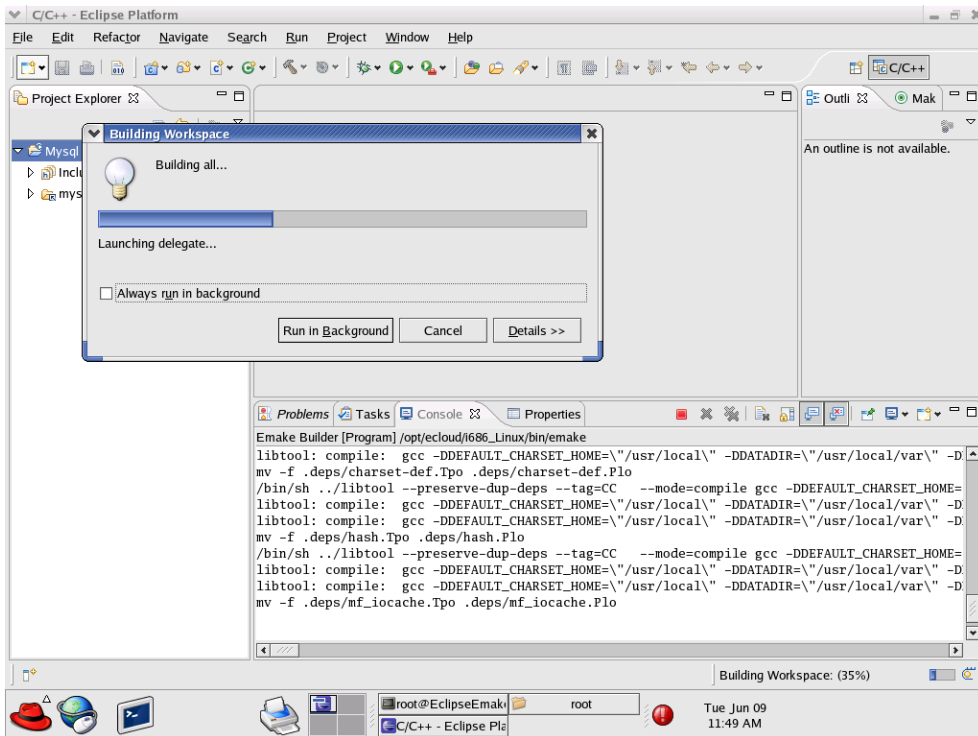 C/C++ - Eclipse Platform
File Edit Refactor Navigate Search Run Project Window Help
C/C++
Project Explorer
Outli
Mak
Mysql
Inclu
mys
An outline is not available.
Building Workspace
Building all...
Launching delegate...
Always run in background
Run in Background
Cancel
Details >>
Problems Tasks Console Properties
Emake Builder [Program] /opt/ecloud/i686_Linux/bin/emake
libtool: compile:  gcc -DDEFAULT_CHARSET_HOME=\"/usr/local\" -DDATADIR=\"/usr/local/var\" -D
mv -f .deps/charset-def.Tpo .deps/charset-def.Plo
/bin/sh ../libtool --preserve-dup-deps --tag=CC   --mode=compile gcc -DDEFAULT_CHARSET_HOME=
libtool: compile:  gcc -DDEFAULT_CHARSET_HOME=\"/usr/local\" -DDATADIR=\"/usr/local/var\" -D
libtool: compile:  gcc -DDEFAULT_CHARSET_HOME=\"/usr/local\" -DDATADIR=\"/usr/local/var\" -D
mv -f .deps/hash.Tpo .deps/hash.Plo
/bin/sh ../libtool --preserve-dup-deps --tag=CC   --mode=compile gcc -DDEFAULT_CHARSET_HOME=
libtool: compile:  gcc -DDEFAULT_CHARSET_HOME=\"/usr/local\" -DDATADIR=\"/usr/local/var\" -D
libtool: compile:  gcc -DDEFAULT_CHARSET_HOME=\"/usr/local\" -DDATADIR=\"/usr/local/var\" -D
mv -f .deps/mf_iocache.Tpo .deps/mf_iocache.Plo
Building Workspace: (35%)
root@EclipseEmak
root
C/C++ - Eclipse Pla
Tue Jun 09
11:49 AM